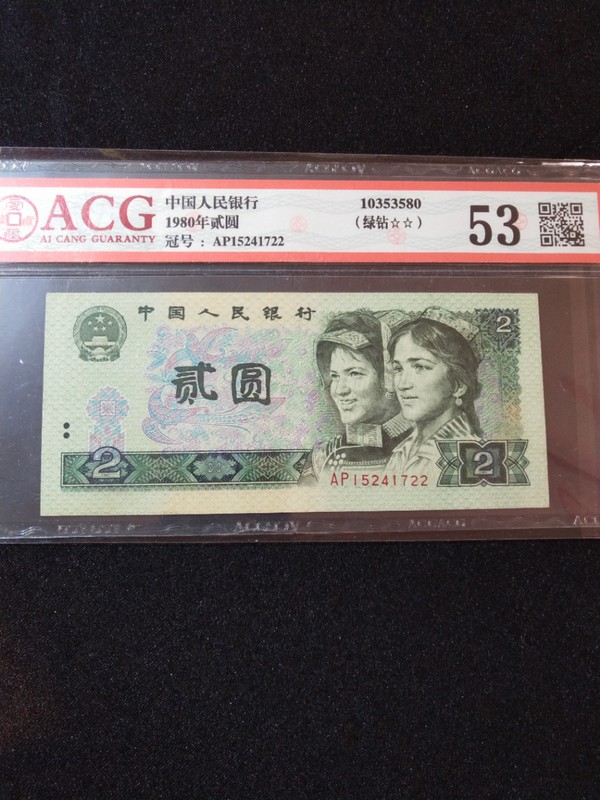 ACG
AI CANG GUARANTY
中国人民银行
1980年贰圆
冠号：AP15241722
10353580
(绿钻☆☆)
53
中国人民银行
贰圆
2
2
2
AP15241722